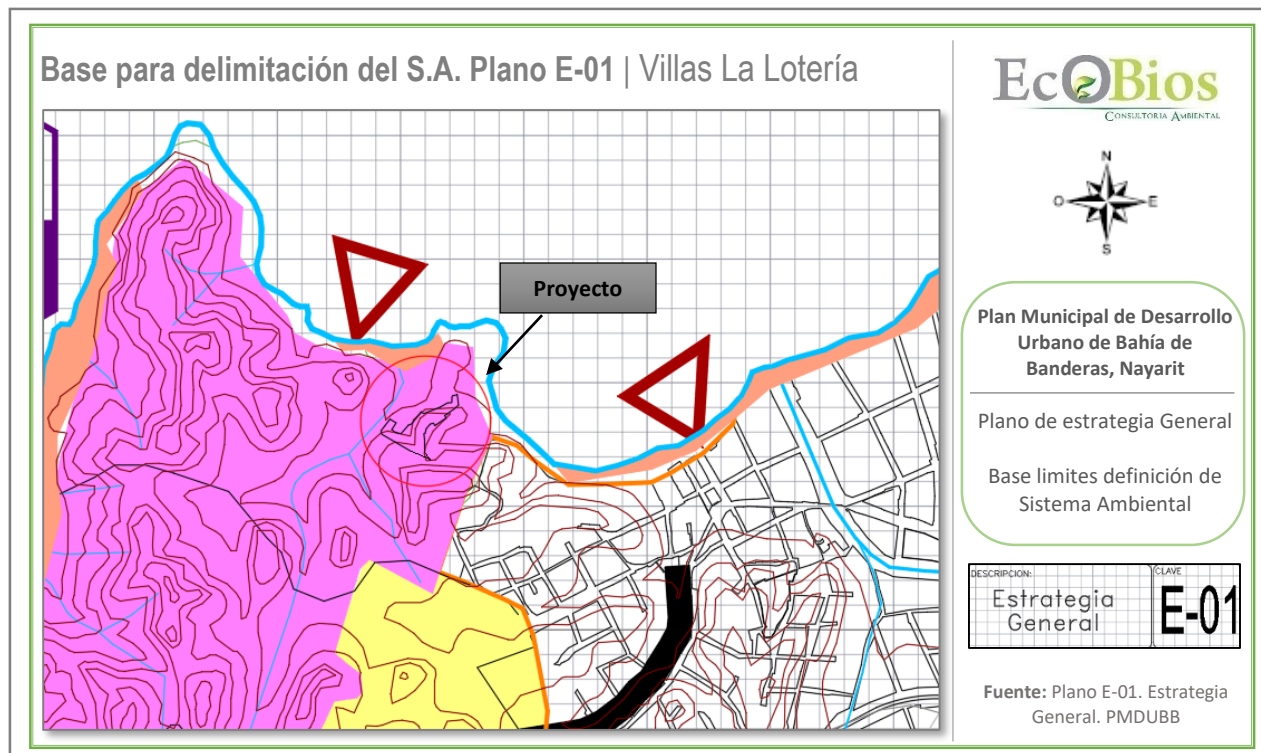 Base para delimitación del S.A. Plano E-01 | Villas La Lotería
Proyecto
EcOBios
CONSULTORIA AMBIENTAL
N
O E
S
Plan Municipal de Desarrollo
Urbano de Bahía de
Banderas, Nayarit
Plano de estrategia General
Base limites definición de
Sistema Ambiental
DESCRIPCION:
Estrategia
General
CLAVE
E-01
Fuente: Plano E-01. Estrategia
General. PMDUBB